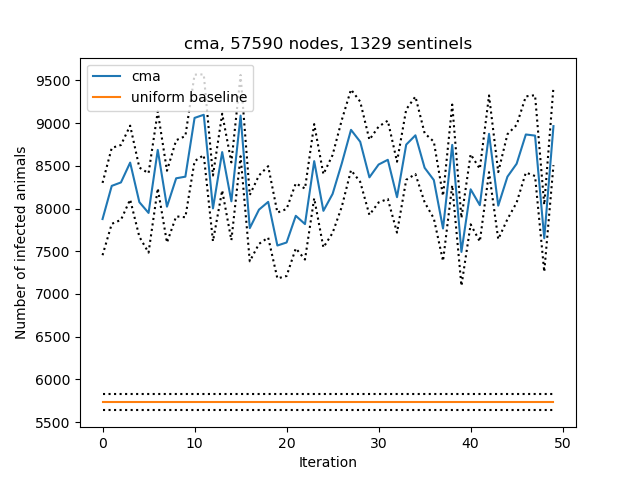 cma, 57590 nodes, 1329 sentinels
cma
uniform baseline
Number of infected animals
9500
9000
8500
8000
7500
7000
6500
6000
5500
0 10 20 30 40 50
Iteration